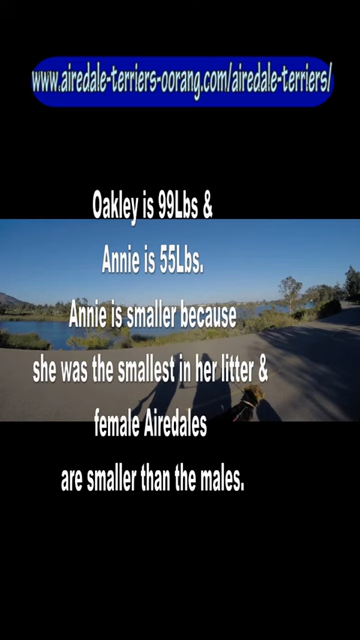 www.airedale-terriers-oorang.com/airedale-terriers/
Oakley is 99Lbs &
Annie is 55Lbs.
Annie is smaller because
she was the smallest in her litter &
female Airedales
are smaller than the males.